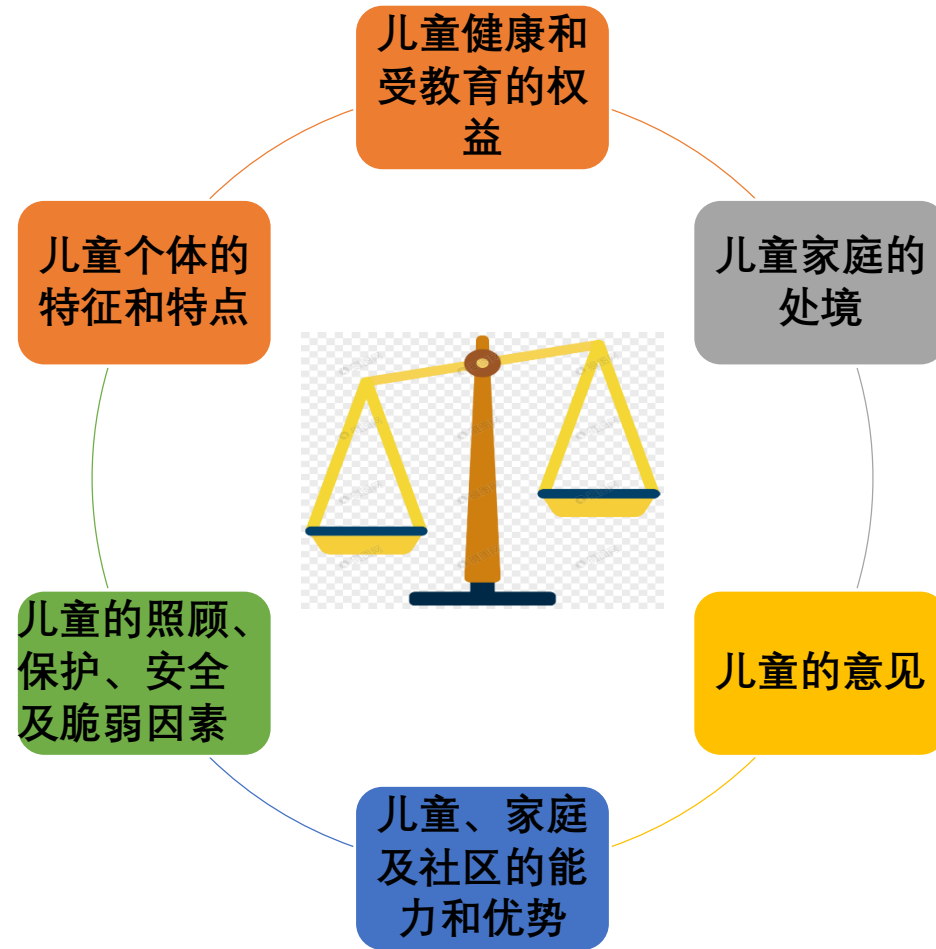 儿童健康和
受教育的权
益
儿童个体的
特征和特点
儿童家庭的
处境
儿童的照顾、
保护、安全
及脆弱因素
儿童的意见
儿童、家庭
及社区的能
力和优势